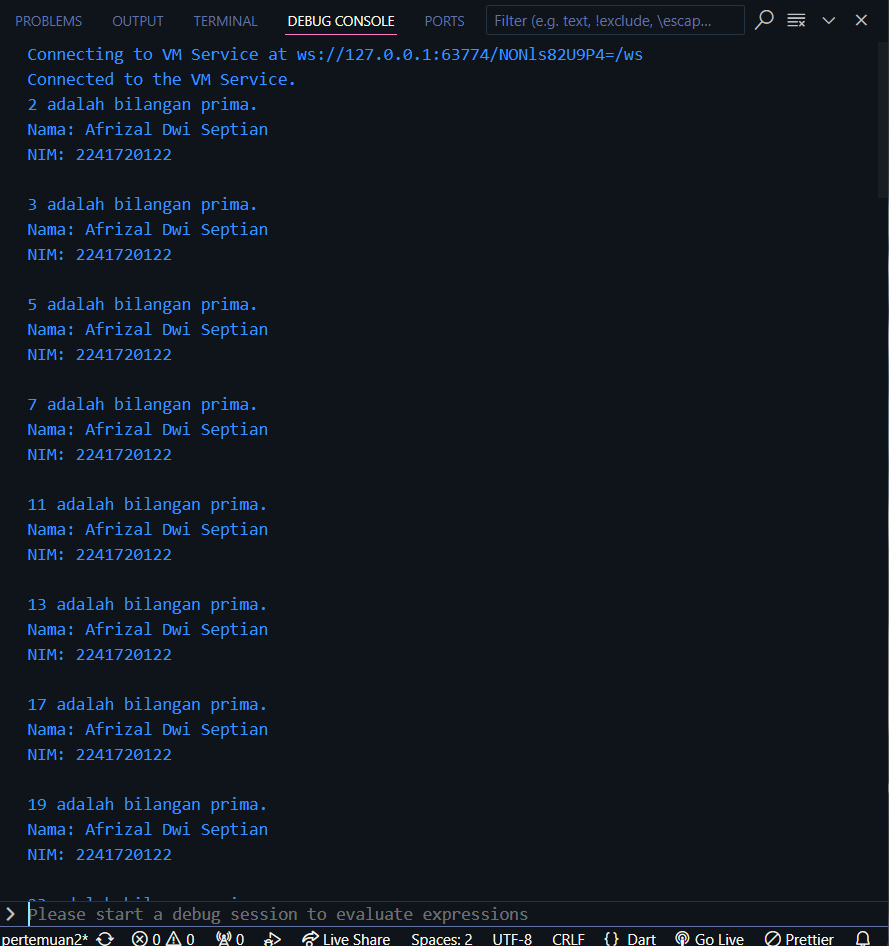 PROBLEMS OUTPUT TERMINAL DEBUG CONSOLE PORTS Filter (e.g. text, !exclude, \escap...
Connecting to VM Service at ws://127.0.0.1:63774/NONls82U9P4=/ws
Connected to the VM Service.
2 adalah bilangan prima.
Nama: Afrizal Dwi Septian
NIM: 2241720122
3 adalah bilangan prima.
Nama: Afrizal Dwi Septian
NIM: 2241720122
5 adalah bilangan prima.
Nama: Afrizal Dwi Septian
NIM: 2241720122
7 adalah bilangan prima.
Nama: Afrizal Dwi Septian
NIM: 2241720122
11 adalah bilangan prima.
Nama: Afrizal Dwi Septian
NIM: 2241720122
13 adalah bilangan prima.
Nama: Afrizal Dwi Septian
NIM: 2241720122
17 adalah bilangan prima.
Nama: Afrizal Dwi Septian
NIM: 2241720122
19 adalah bilangan prima.
Nama: Afrizal Dwi Septian
NIM: 2241720122
Please start a debug session to evaluate expressions
pertemuan2* 0 0 0 Live Share Spaces: 2 UTF-8 CRLF {} Dart Go Live Prettier